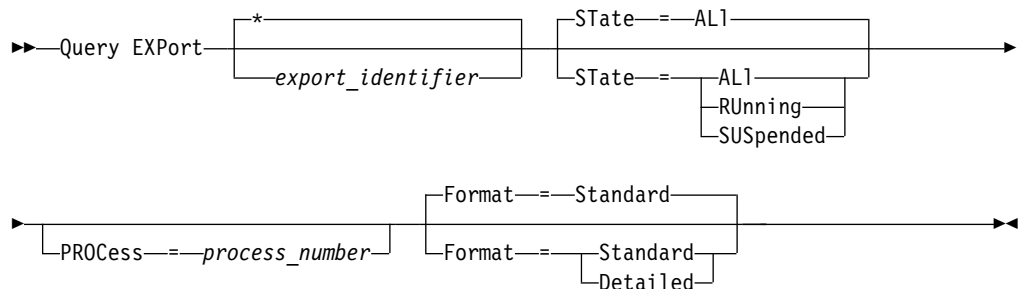 * STate = ALl
Query EXPort
export_identifier STate = ALl
RUnning
SUSpended
Format = Standard
PROCess = process_number Format = Standard
Detailed